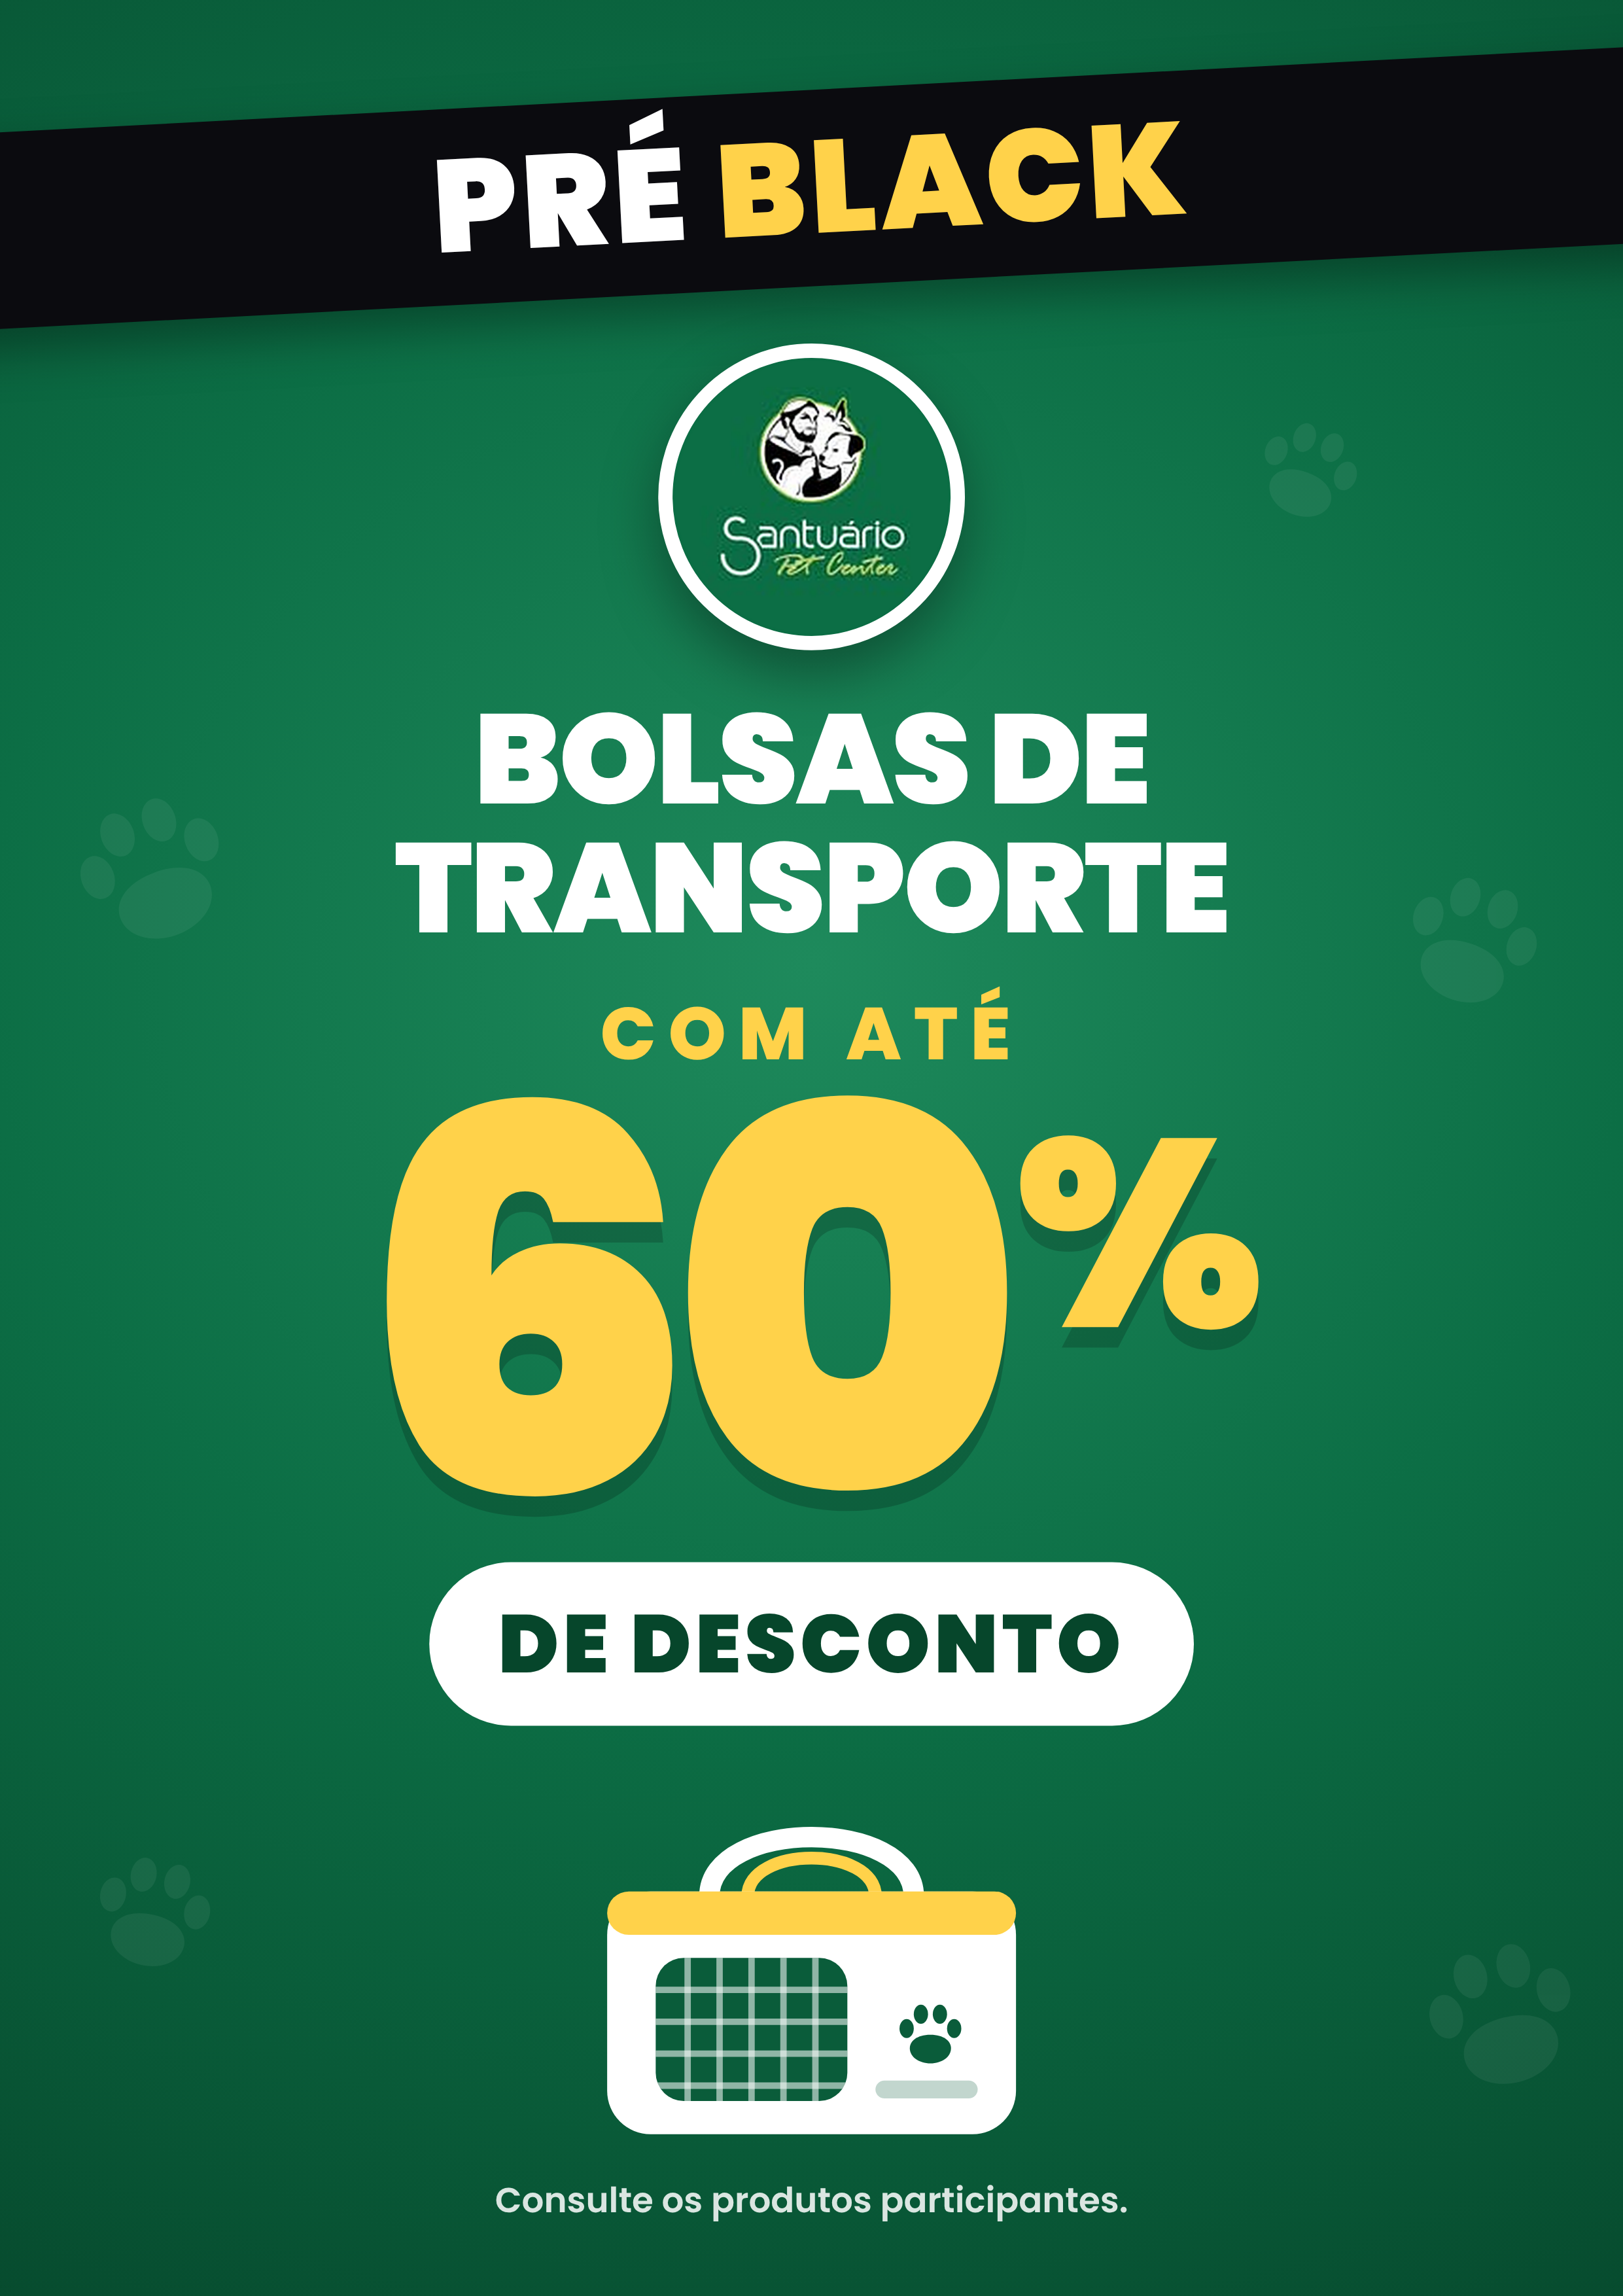 PRÉ BLACK
Santuário
Pet Center
BOLSAS DE
TRANSPORTE
COM ATÉ
60%
DE DESCONTO
Consulte os produtos participantes.